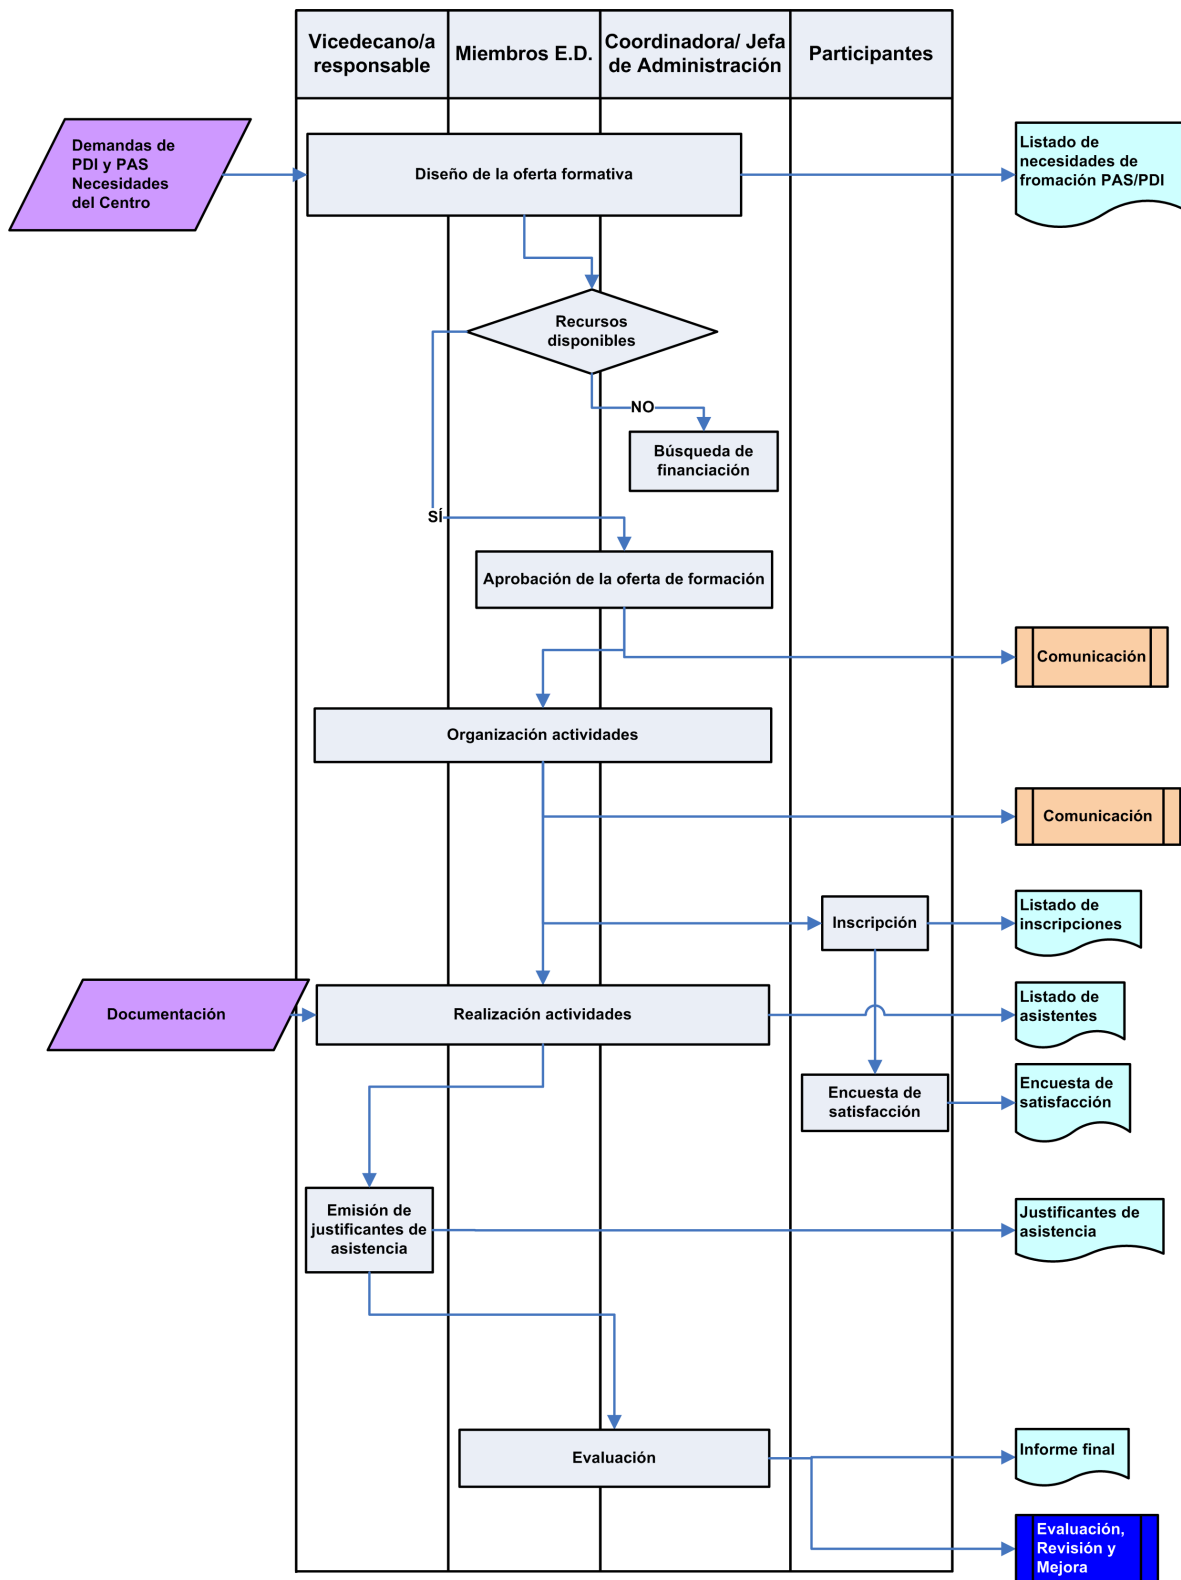 Vicedecano/a
responsable
Miembros E.D.
Coordinadora/ Jefa
de Administración
Participantes
Demandas de
PDI y PAS
Necesidades
del Centro
Diseño de la oferta formativa
Listado de
necesidades de
fromación PAS/PDI
Recursos
disponibles
NO
Búsqueda de
financiación
SÍ
Aprobación de la oferta de formación
Comunicación
Organización actividades
Comunicación
Inscripción
Listado de
inscripciones
Documentación
Realización actividades
Listado de
asistentes
Encuesta de
satisfacción
Encuesta de
satisfacción
Emisión de
justificantes de
asistencia
Justificantes de
asistencia
Evaluación
Informe final
Evaluación,
Revisión y
Mejora